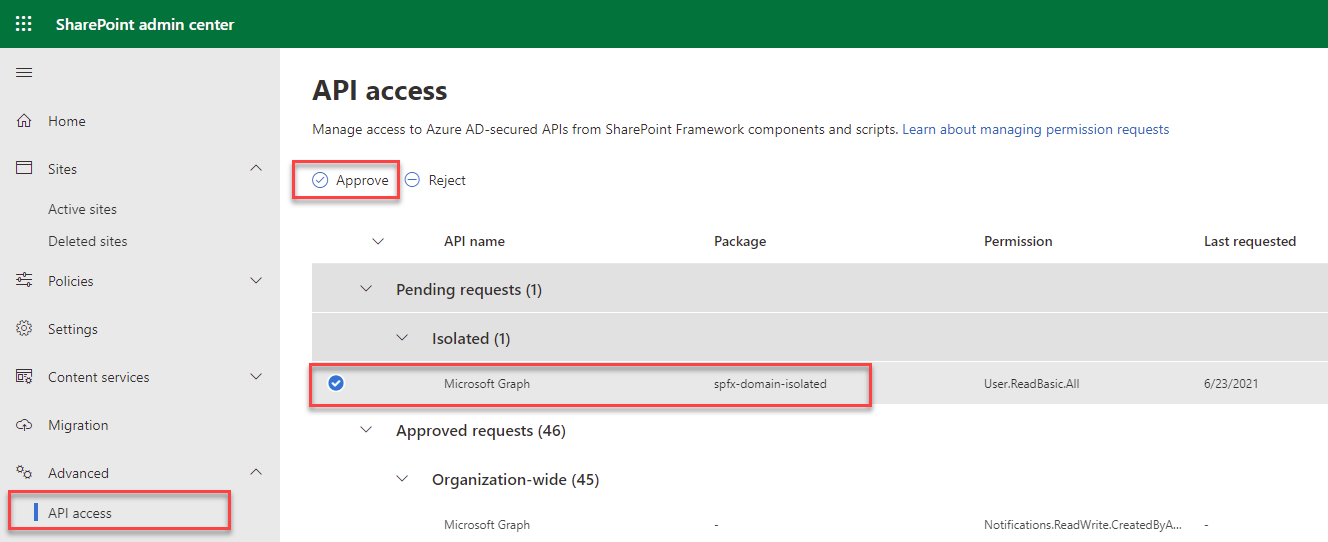 SharePoint admin center
Home
Sites
Active sites
Deleted sites
Policies
Settings
Content services
Migration
Advanced
API access
API access
Manage access to Azure AD-secured APIs from SharePoint Framework components and scripts. Learn about managing permission requests
Approve Reject
API name Package Permission Last requested
Pending requests (1)
Isolated (1)
Microsoft Graph spfx-domain-isolated User.ReadBasic.All 6/23/2021
Approved requests (46)
Organization-wide (45)
Microsoft Graph - Notifications.ReadWrite.CreatedByA... -